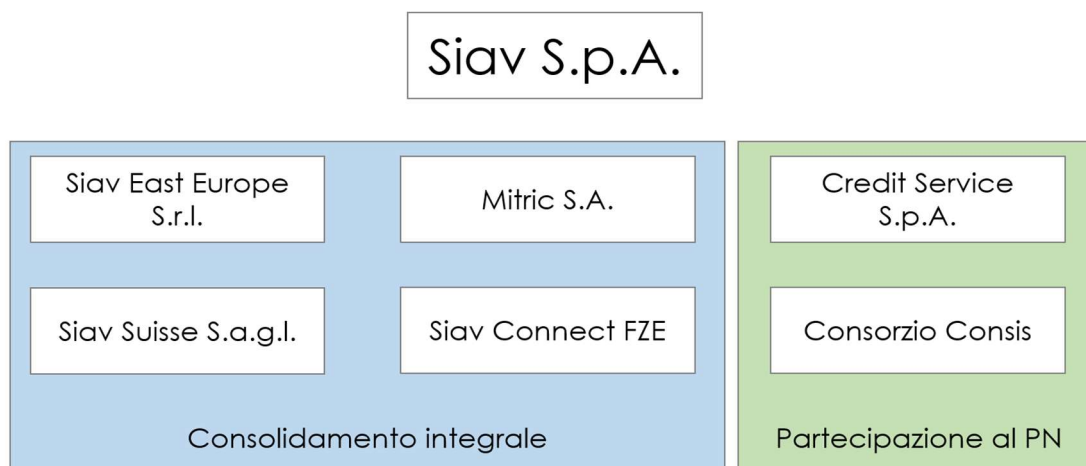 Siav S.p.A.
Siav East Europe
S.r.l.
Mitric S.A.
Credit Service
S.p.A.
Siav Suisse S.a.g.l.
Siav Connect FZE
Consorzio Consis
Consolidamento integrale
Partecipazione al PN